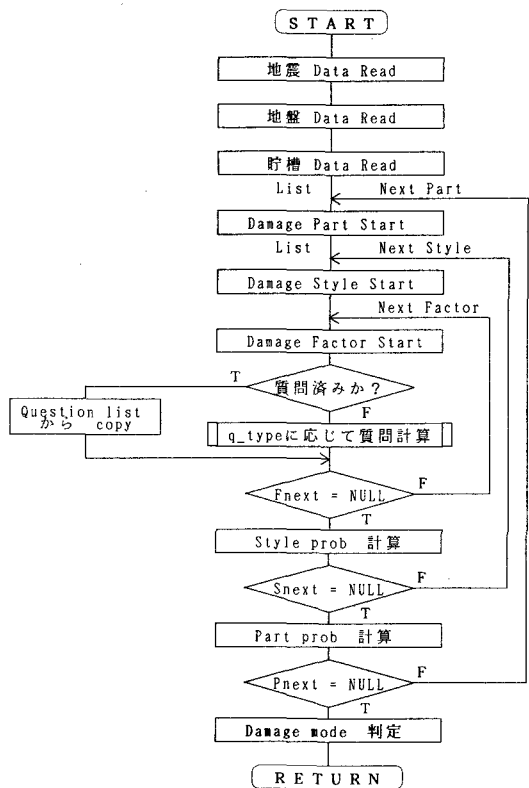 START
地震 Data Read
地盤 Data Read
貯槽 Data Read
List Next Part
Damage Part Start
List Next Style
Damage Style Start
Next Factor
Damage Factor Start
T
質問済みか？
F
Question list
から copy
q_typeに応じて質問計算
Fnext = NULL
F
T
Style prob 計算
Snext = NULL
F
T
Part prob 計算
Pnext = NULL
F
T
Damage mode 判定
RETURN